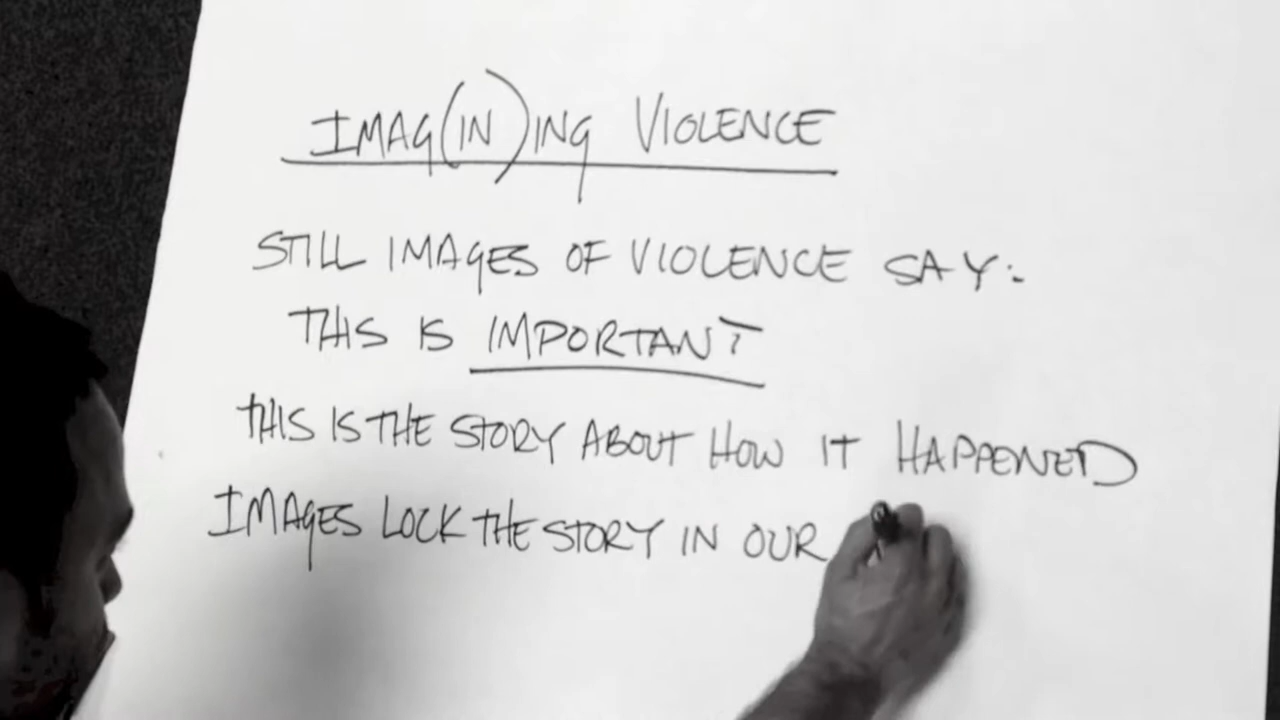 IMAG(IN)ING VIOLENCE
STILL IMAGES OF VIOLENCE SAY:
THIS IS IMPORTANT
THIS IS THE STORY ABOUT HOW IT HAPPENED
IMAGES LOCK THE STORY IN OUR